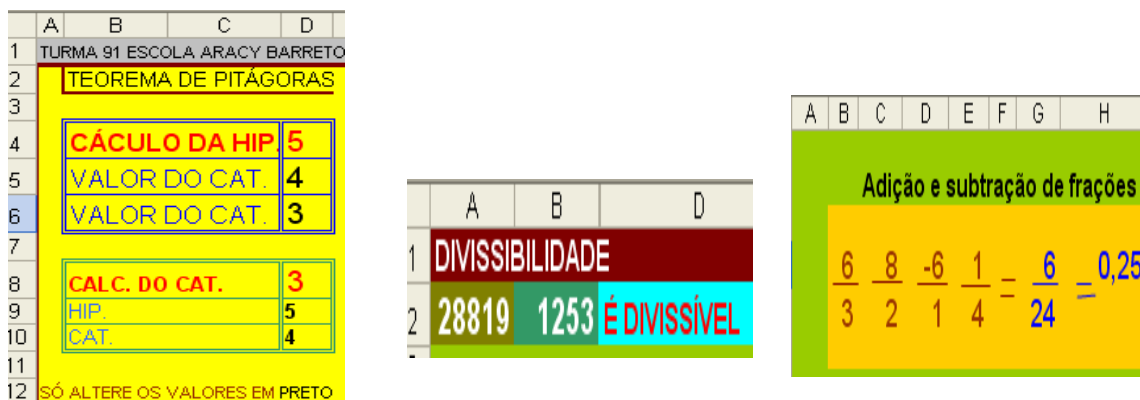 A B C D
1 TURMA 91 ESCOLA ARACY BARRETO
2 TEOREMA DE PITÁGORAS
3
4 CÁCULO DA HIP. 5
5 VALOR DO CAT. 4
6 VALOR DO CAT. 3
7
8 CALC. DO CAT. 3
9 HIP. 5
10 CAT. 4
11
12 SÓ ALTERE OS VALORES EM PRETO
A B D
1 DIVISSIBILIDADE
2 28819 1253 É DIVISSÍVEL
A B C D E F G H
Adição e subtração de frações
6 8 -6 1 = 6 = 0,25
3 2 1 4 24